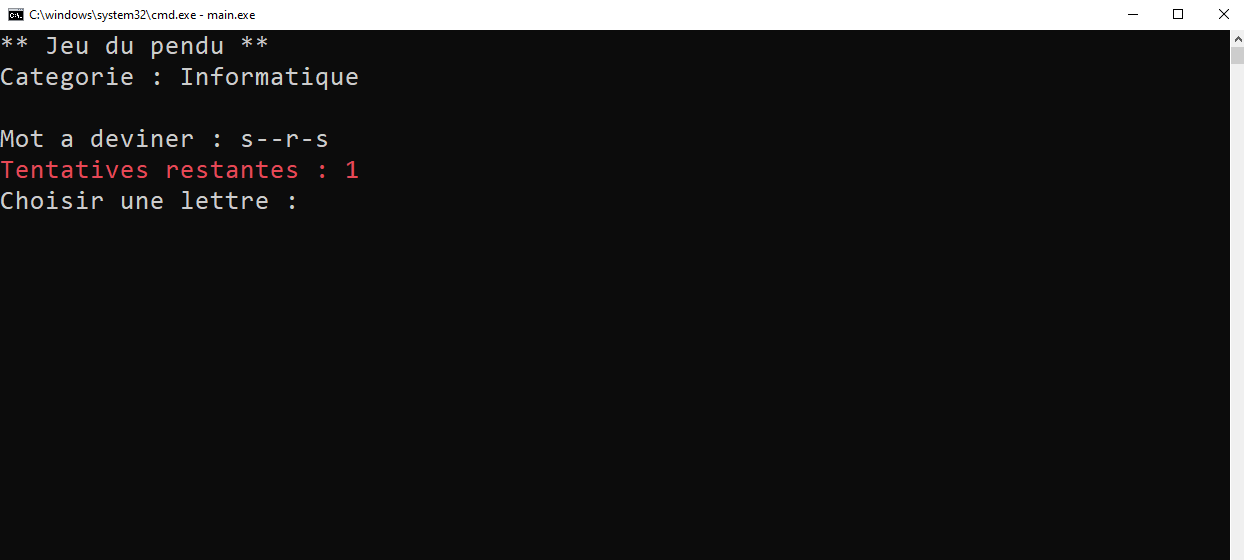 C:\windows\system32\cmd.exe - main.exe
** Jeu du pendu **
Categorie : Informatique
Mot a deviner : s--r-s
Tentatives restantes : 1
Choisir une lettre :